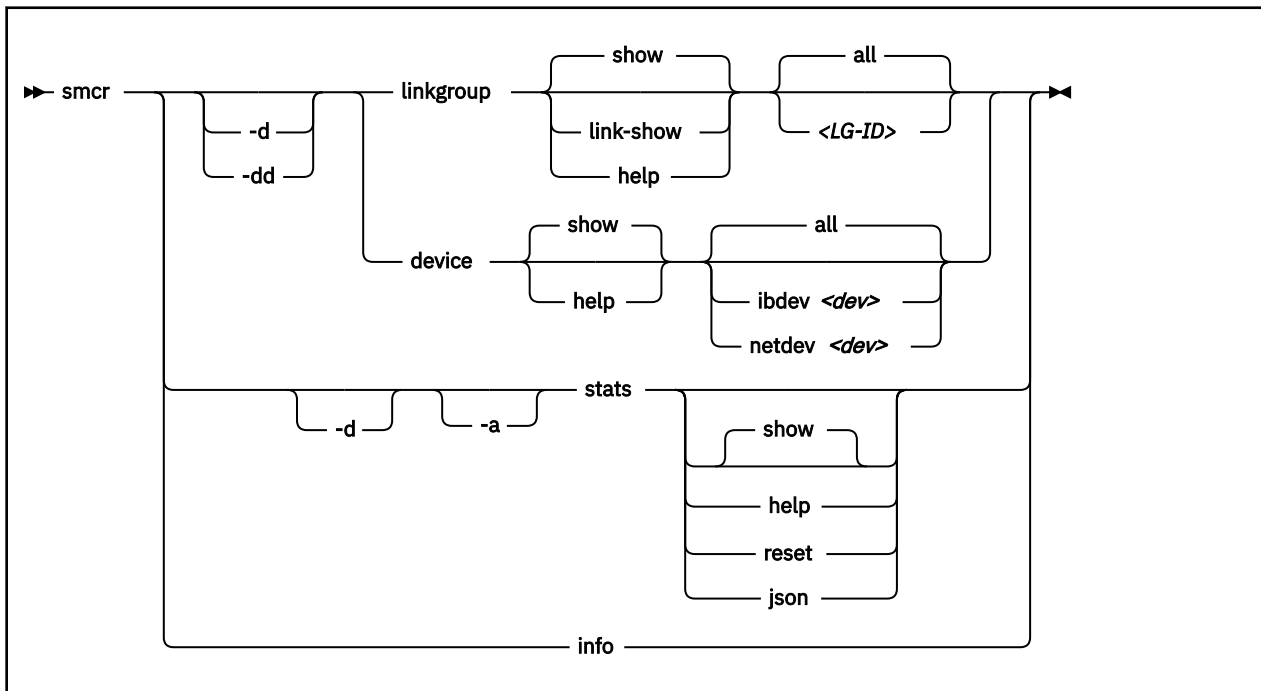 show all
smcr linkgroup
-d link-show <LG-ID>
-dd help
show all
device
help ibdev <dev>
netdev <dev>
stats
-d -a show
help
reset
json
info